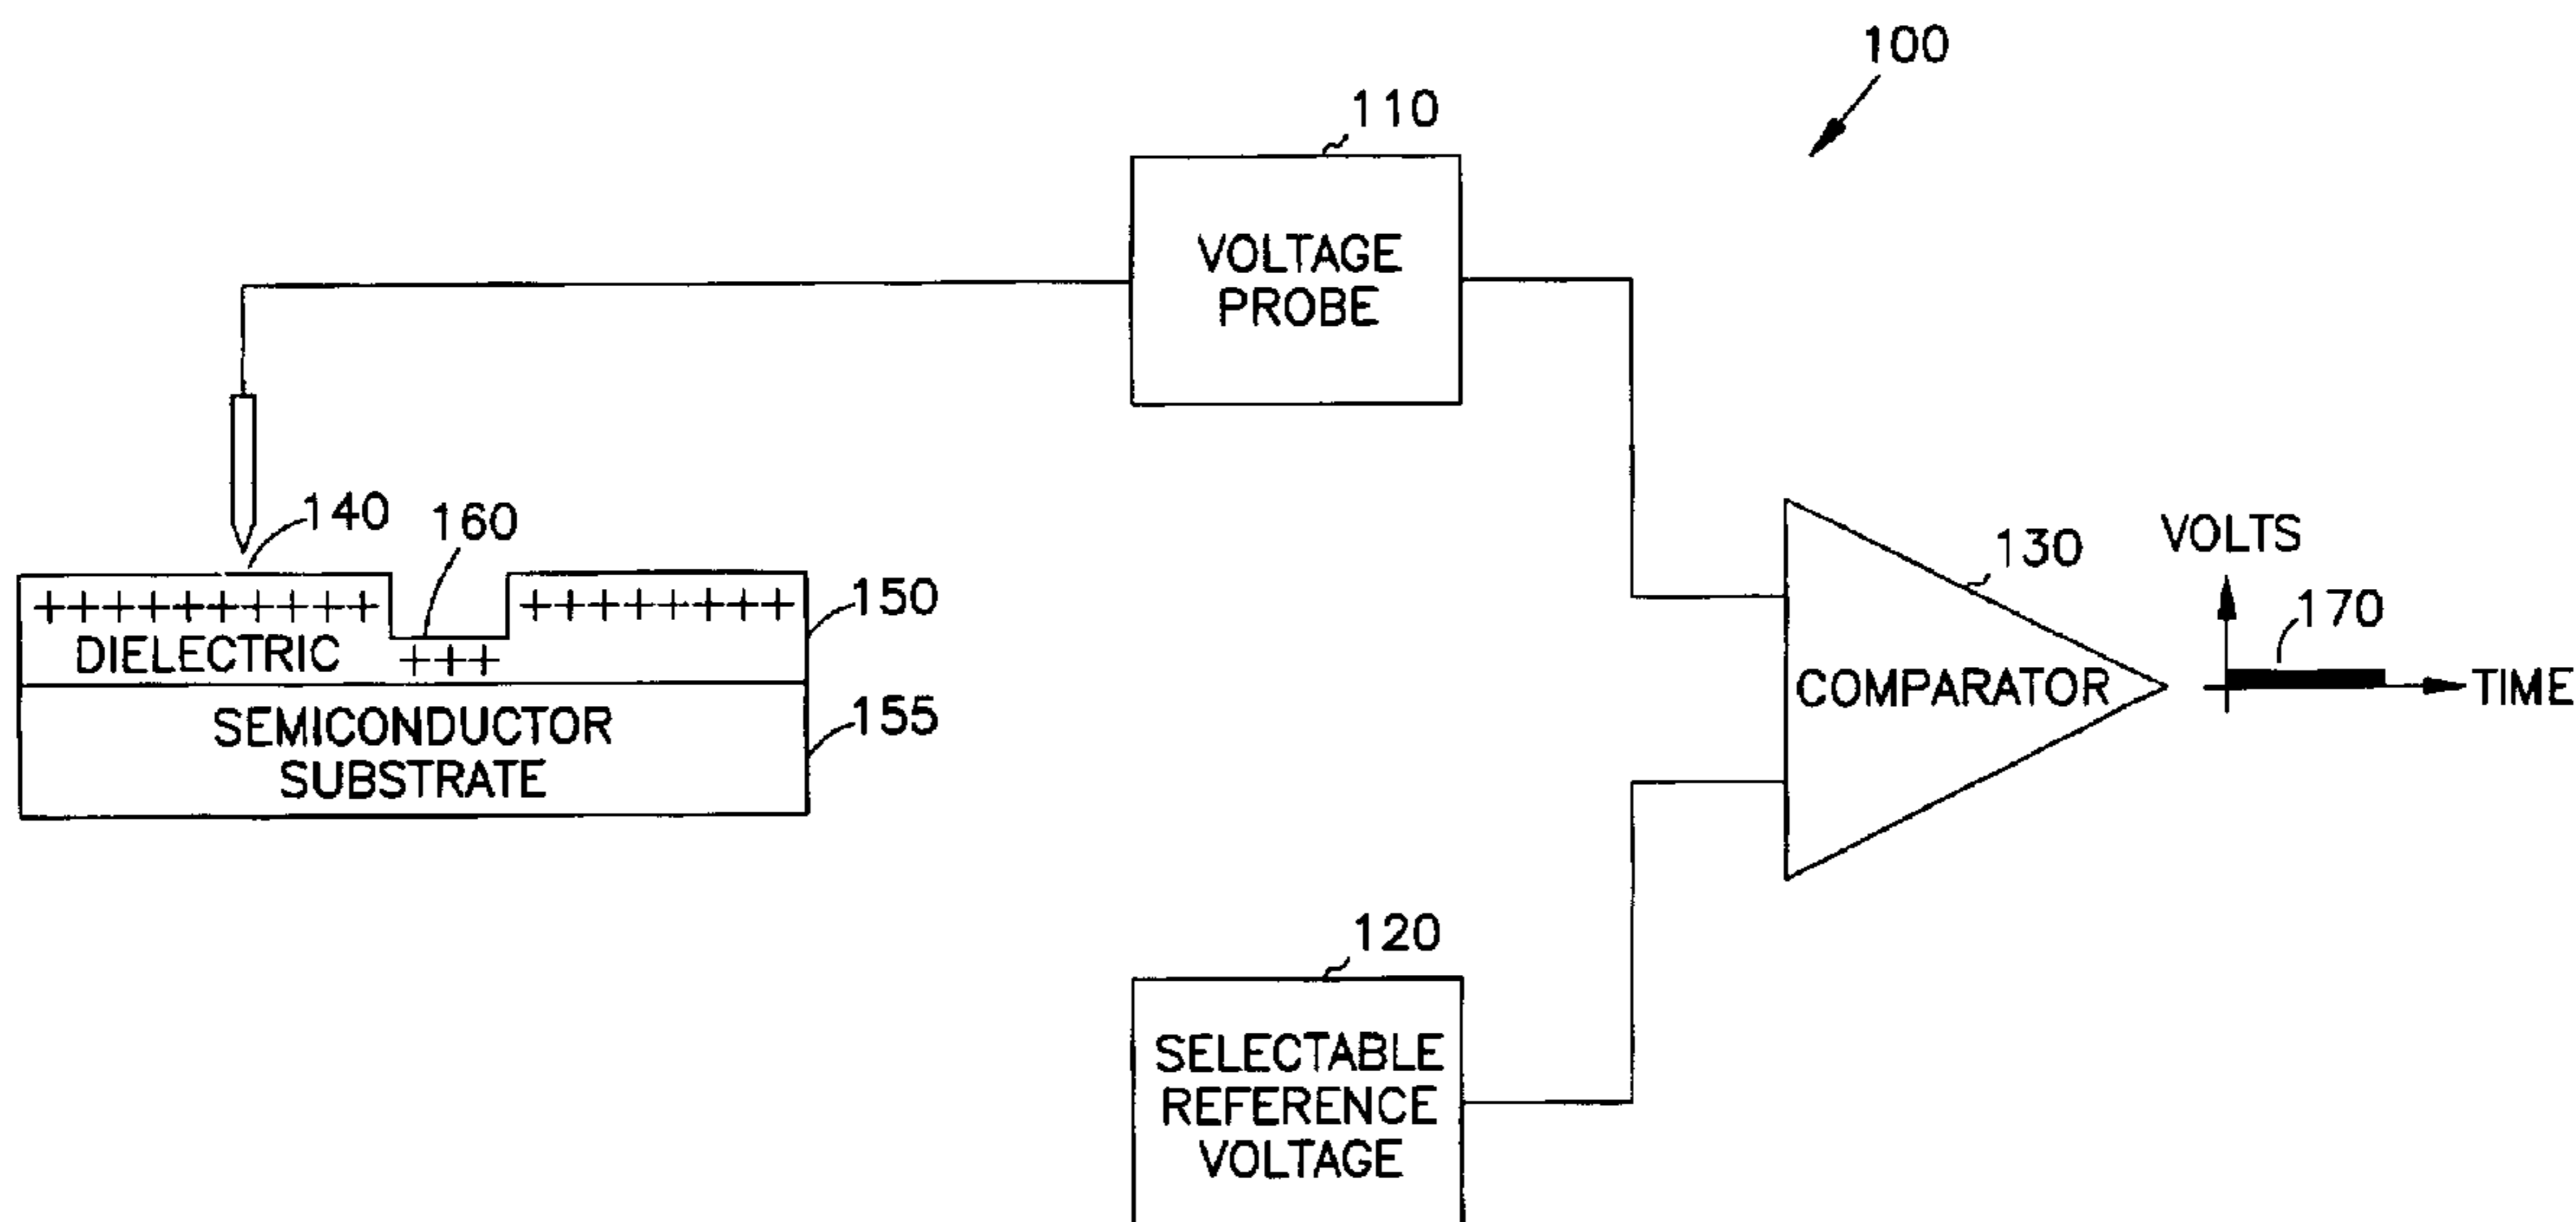 100
110
VOLTAGE
PROBE
140
160
130
VOLTS
170
150
+++++++++++ ++++++++
DIELECTRIC
+++
COMPARATOR
TIME
155
SEMICONDUCTOR
SUBSTRATE
120
SELECTABLE
REFERENCE
VOLTAGE